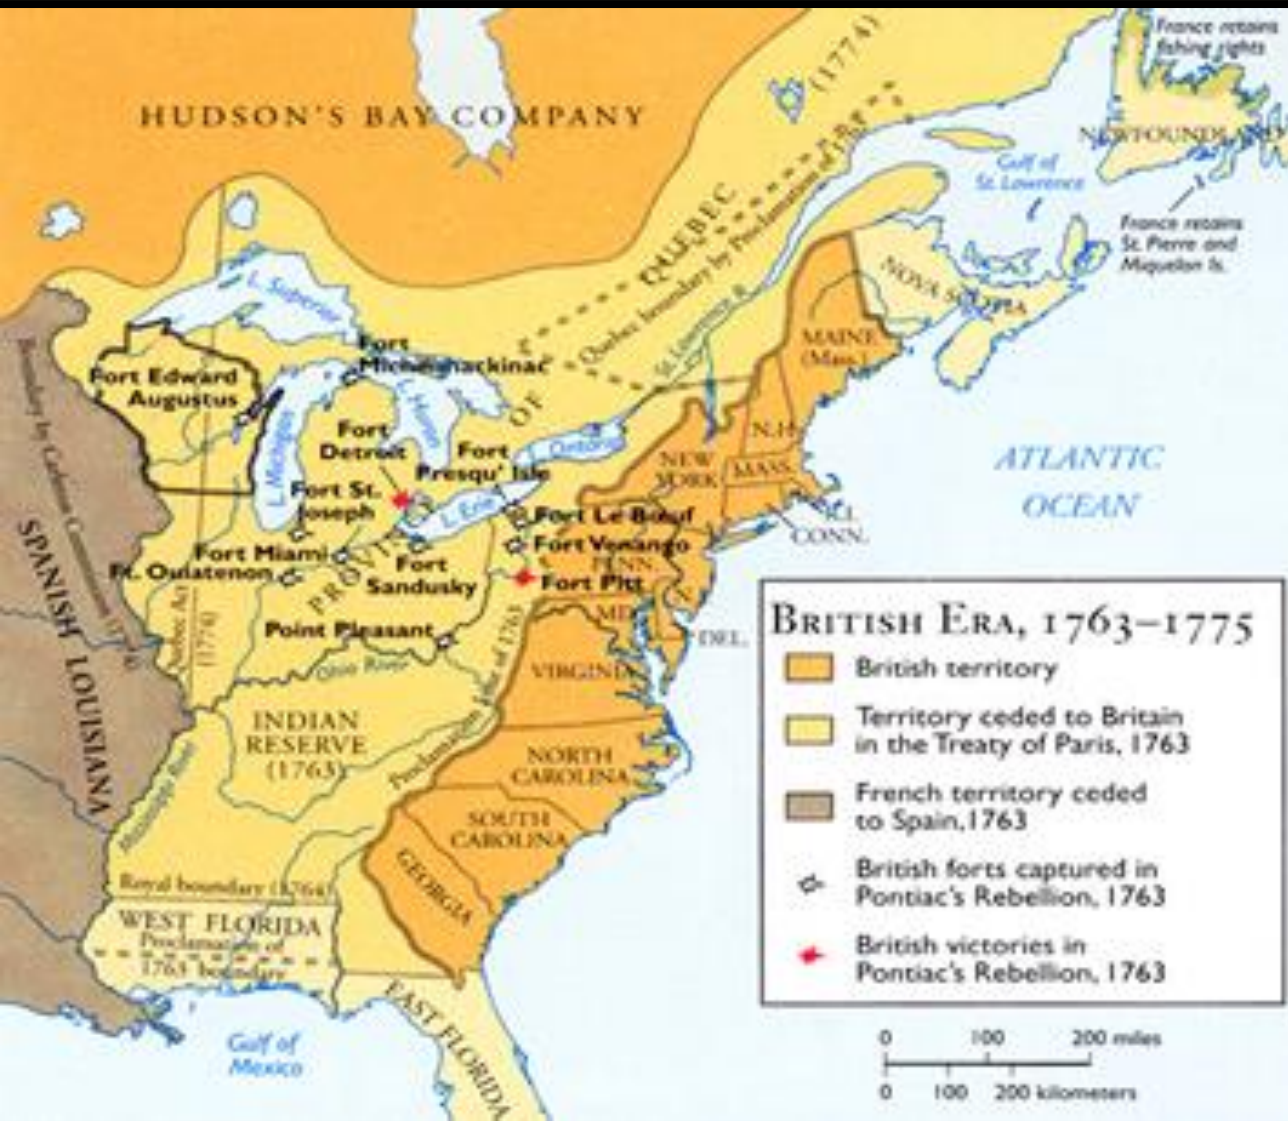 France retains
fishing rights
(1774)
HUDSON'S BAY COMPANY
NEWFOUNDLAND
Gulf of
St. Lawrence
QUEBEC
Quebec boundary by Proclamation of
France retains
St. Pierre and
Miquelon Is.
NOVA SCOTIA
L. Superior
St. Lawrence R.
MAINE
(Mass.)
Fort
Michilimackinac
Fort Edward
Augustus
L. Huron
OF
L. Michigan
Fort
Detroit
L. Ontario
N.H.
Fort
Presqu' Isle
NEW
YORK
MASS.
ATLANTIC
OCEAN
Fort St.
Joseph
L. Erie
R.I.
CONN.
Fort Le Bœuf
Fort Miami
Fort Venango
PENN.
Ft. Ouiatenon
Fort
Sandusky
Fort Pitt
N.J.
PROVINCE
MD.
DEL.
Boundary by Carleton Commission
SPANISH LOUISIANA
Quebec Act
(1774)
Point Pleasant
Ohio River
VIRGINIA
Proclamation Line of 1763
INDIAN
RESERVE
(1763)
NORTH
CAROLINA
Mississippi River
SOUTH
CAROLINA
GEORGIA
Royal boundary (1764)
WEST FLORIDA
Proclamation of
1763 boundary
EAST FLORIDA
Gulf of
Mexico
BRITISH ERA, 1763–1775
British territory
Territory ceded to Britain
in the Treaty of Paris, 1763
French territory ceded
to Spain,1763
British forts captured in
Pontiac's Rebellion, 1763
British victories in
Pontiac's Rebellion, 1763
0 100 200 miles
0 100 200 kilometers